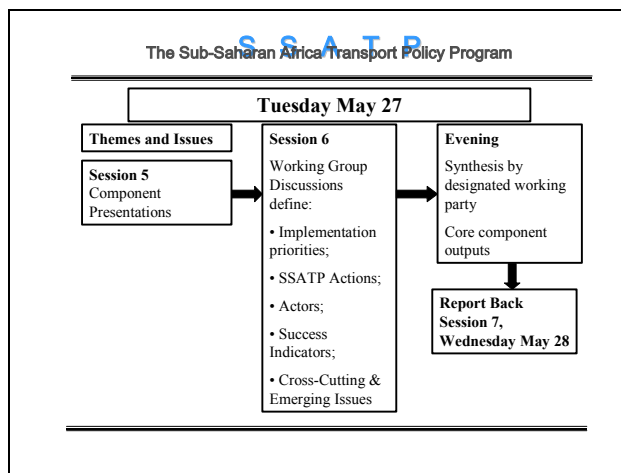 S S A T P
The Sub-Saharan Africa Transport Policy Program
Tuesday May 27
Themes and Issues
Session 5
Component
Presentations
Session 6
Working Group
Discussions
define:
• Implementation
priorities;
• SSATP Actions;
• Actors;
• Success
Indicators;
• Cross-Cutting &
Emerging Issues
Evening
Synthesis by
designated working
party
Core component
outputs
Report Back
Session 7,
Wednesday May 28